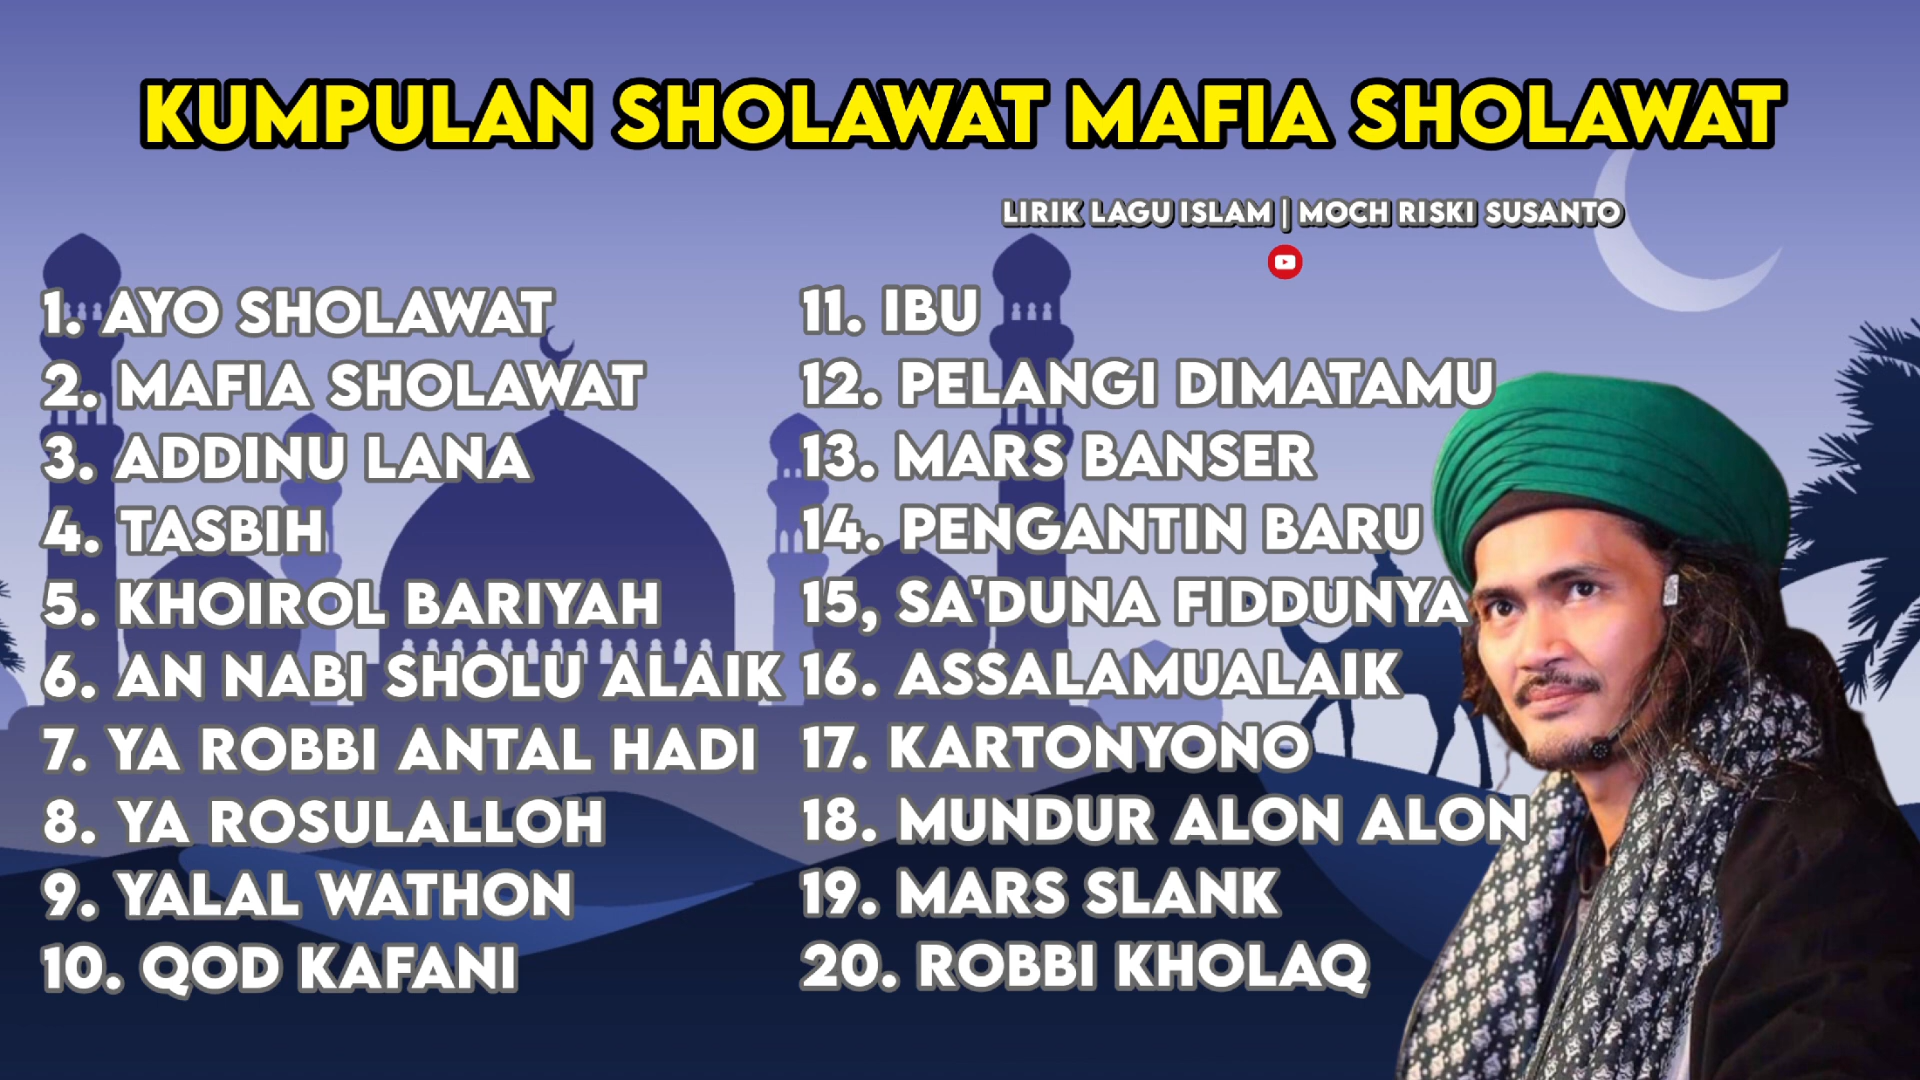 KUMPULAN SHOLAWAT MAFIA SHOLAWAT
LIRIK LAGU ISLAM | MOCH RISKI SUSANTO
1. AYO SHOLAWAT
2. MAFIA SHOLAWAT
3. ADDINU LANA
4. TASBIH
5. KHOIROL BARIYAH
6. AN NABI SHOLU ALAIK
7. YA ROBBI ANTAL HADI
8. YA ROSULALLOH
9. YALAL WATHON
10. QOD KAFANI
11. IBU
12. PELANGI DIMATAMU
13. MARS BANSER
14. PENGANTIN BARU
15, SA'DUNA FIDDUNYA
16. ASSALAMUALAIK
17. KARTONYONO
18. MUNDUR ALON ALON
19. MARS SLANK
20. ROBBI KHOLAQ